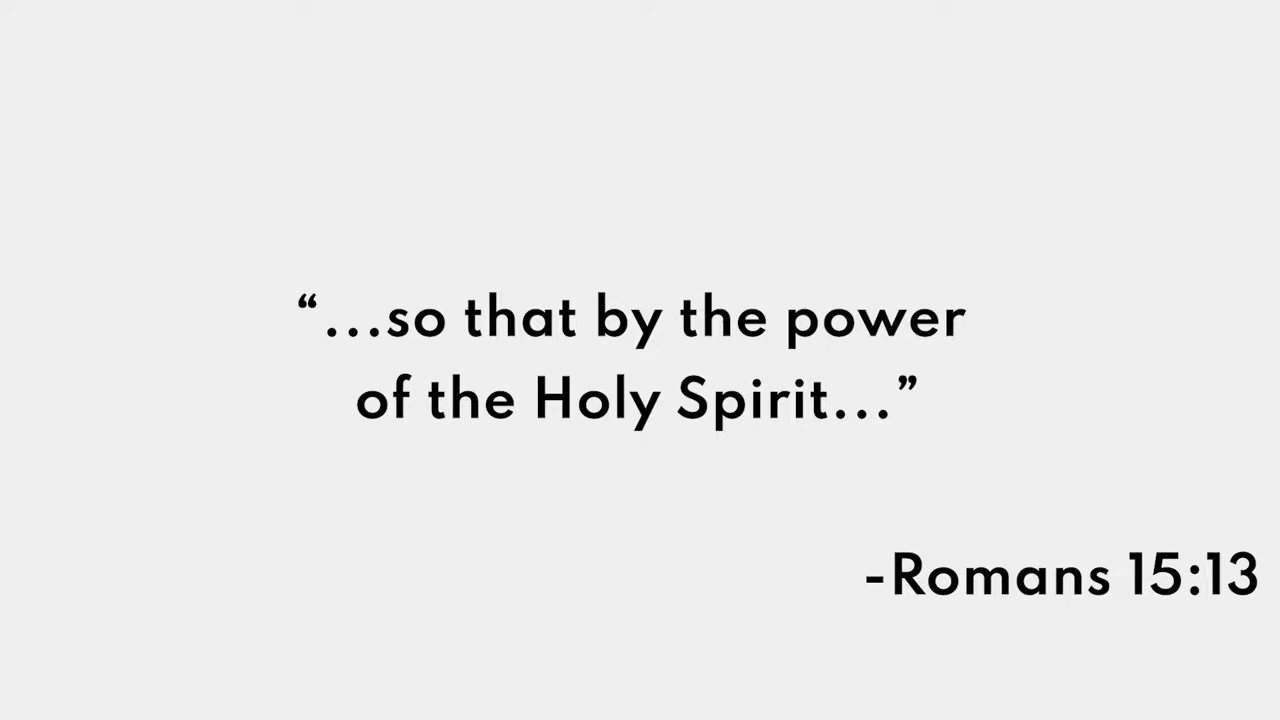 “...so that by the power
of the Holy Spirit...”
-Romans 15:13